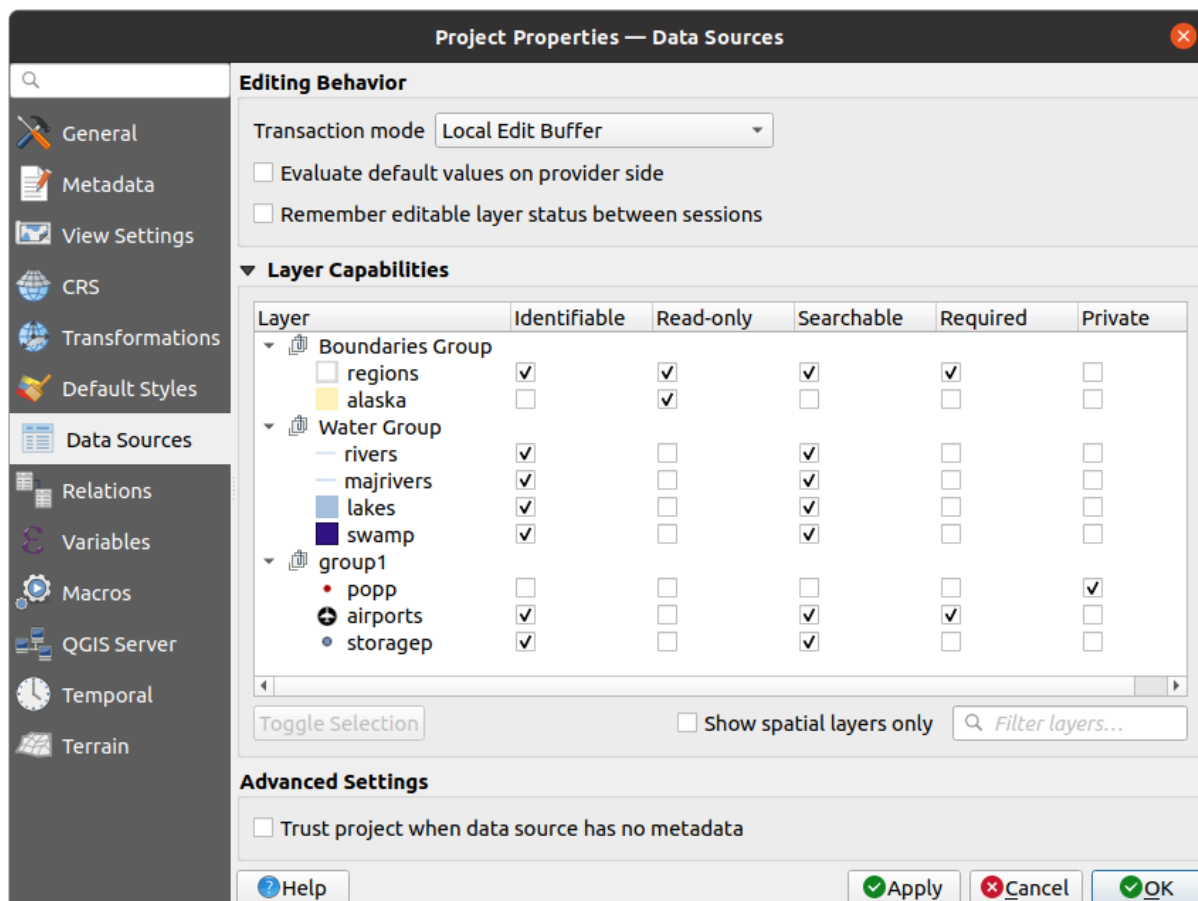 Project Properties — Data Sources
General
Metadata
View Settings
CRS
Transformations
Default Styles
Data Sources
Relations
Variables
Macros
QGIS Server
Temporal
Terrain
Editing Behavior
Transaction mode Local Edit Buffer
Evaluate default values on provider side
Remember editable layer status between sessions
Layer Capabilities
Layer Identifiable Read-only Searchable Required Private
Boundaries Group
regions
alaska
Water Group
rivers
majrivers
lakes
swamp
group1
popp
airports
storagep
Toggle Selection Show spatial layers only Filter layers...
Advanced Settings
Trust project when data source has no metadata
Help Apply Cancel OK